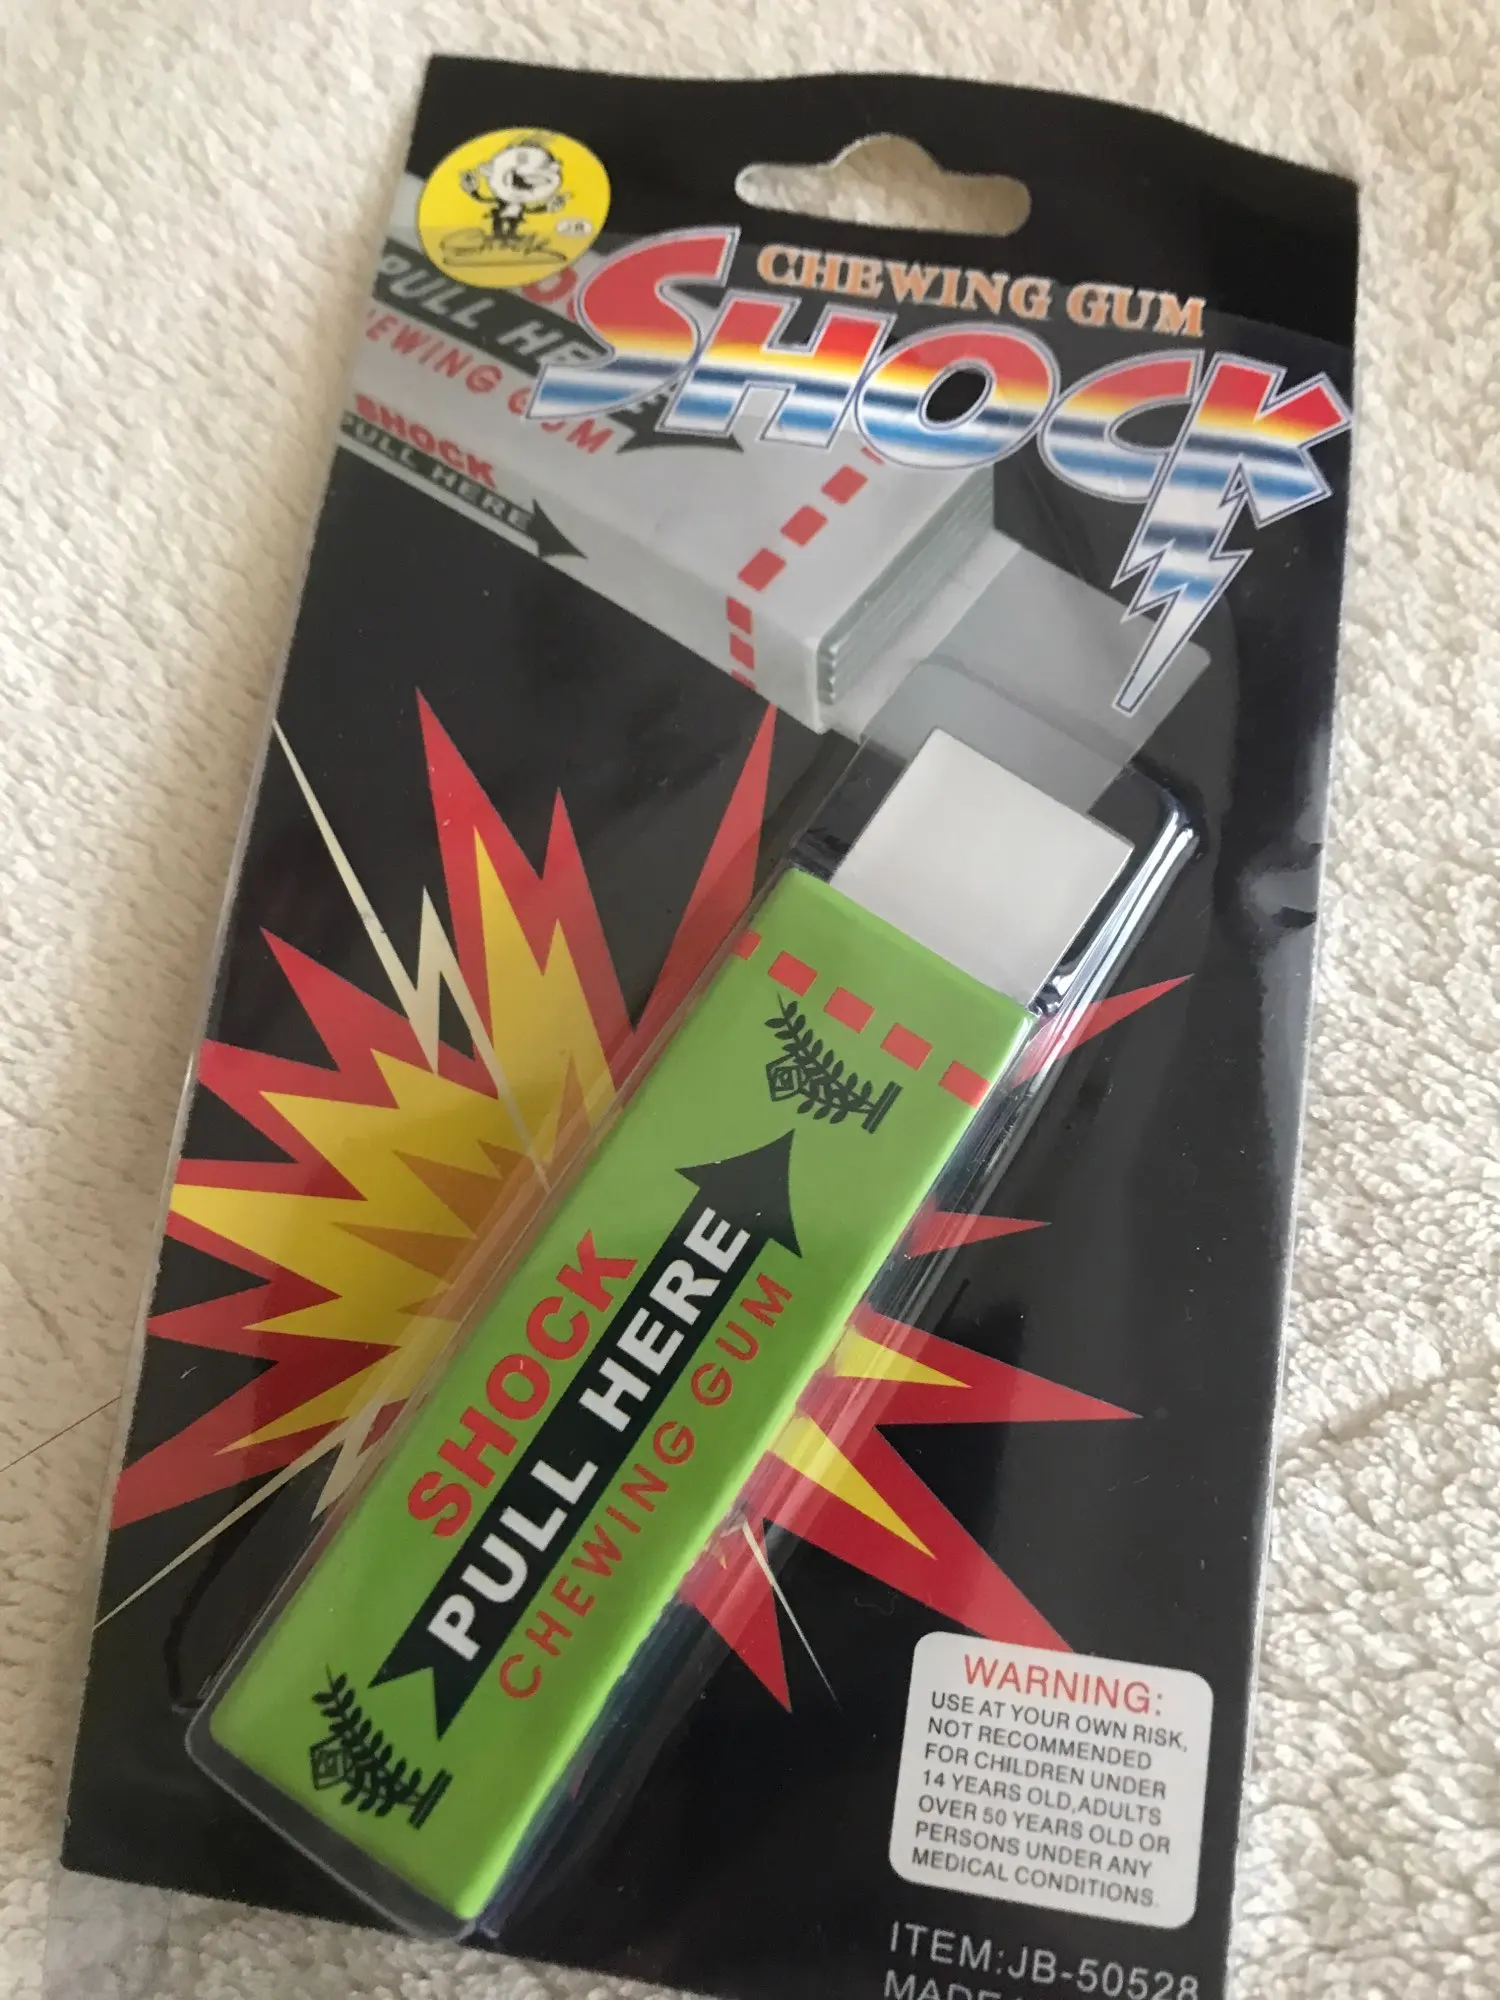 CHEWING GUM
SHOCK
PULL HERE
SHOCK
PULL HERE
SHOCK
PULL HERE
CHEWING GUM
WARNING:
USE AT YOUR OWN RISK,
NOT RECOMMENDED
FOR CHILDREN UNDER
14 YEARS OLD,ADULTS
OVER 50 YEARS OLD OR
PERSONS UNDER ANY
MEDICAL CONDITIONS.
ITEM:JB-50528
MADE